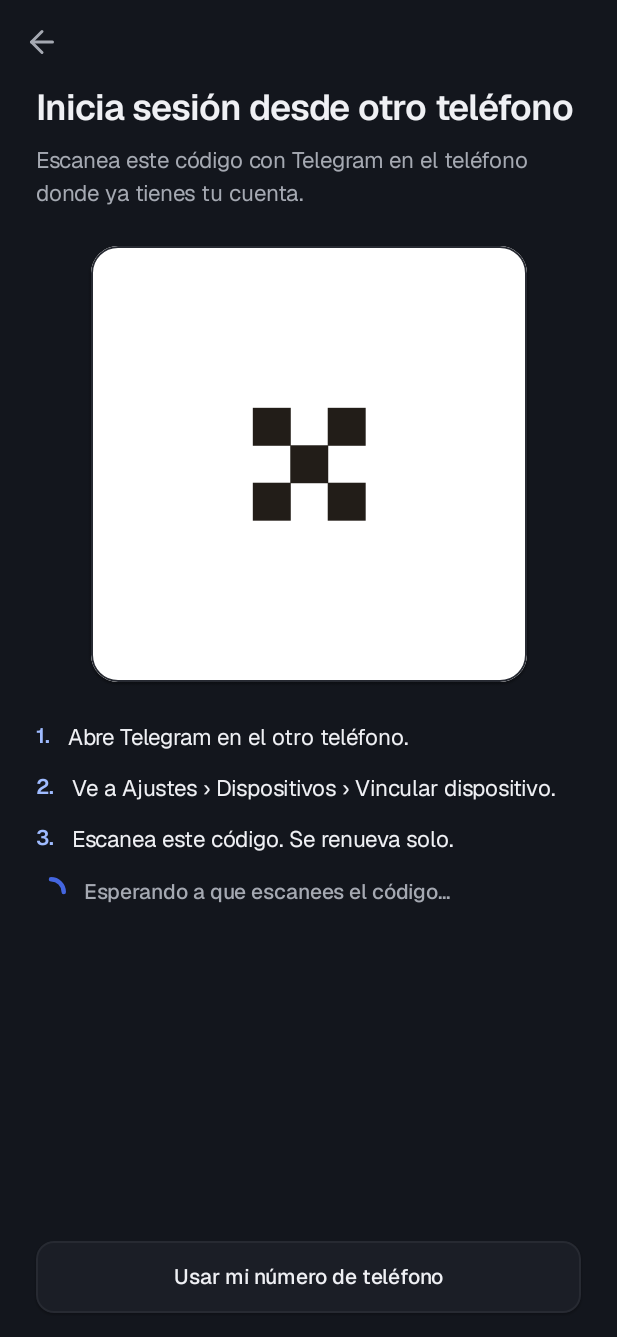 Inicia sesión desde otro teléfono
Escanea este código con Telegram en el teléfono
donde ya tienes tu cuenta.
1. Abre Telegram en el otro teléfono.
2. Ve a Ajustes › Dispositivos › Vincular dispositivo.
3. Escanea este código. Se renueva solo.
Esperando a que escanees el código…
Usar mi número de teléfono